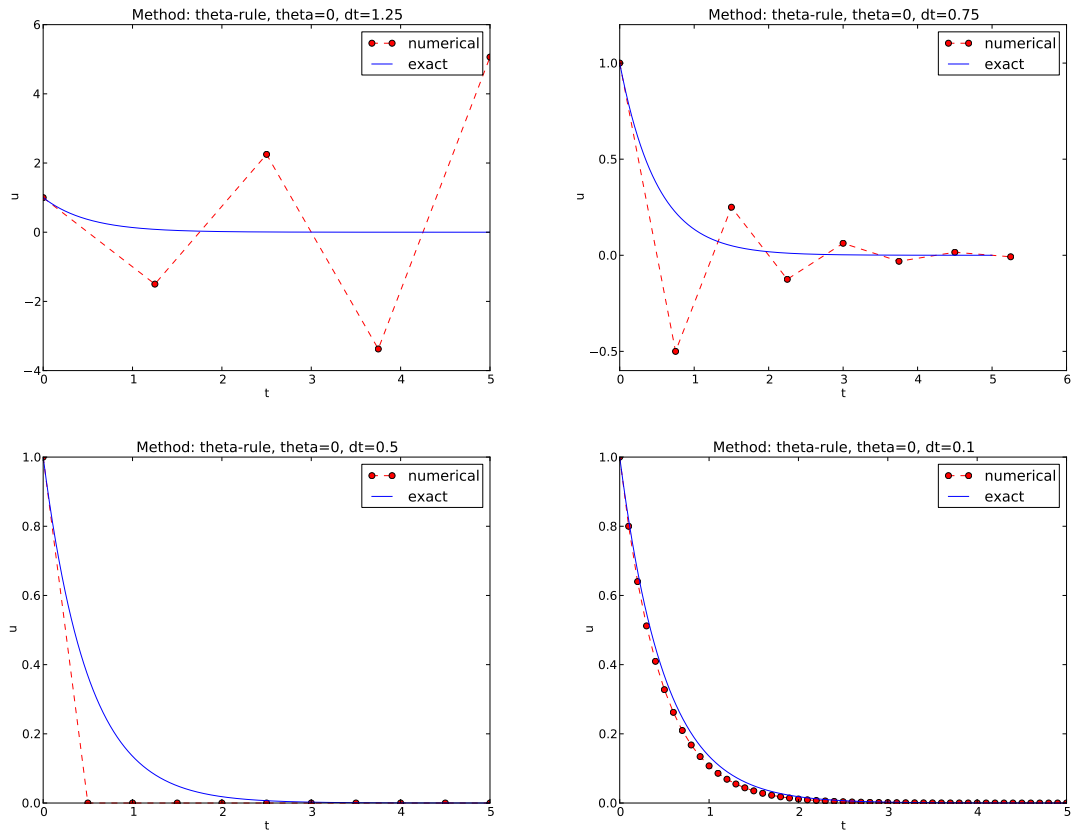 Method: theta-rule, theta=0, dt=1.25
numerical
exact
u
6
4
2
0
−2
−4
0 1 2 3 4 5
t
Method: theta-rule, theta=0, dt=0.75
numerical
exact
u
1.0
0.5
0.0
−0.5
0 1 2 3 4 5 6
t
Method: theta-rule, theta=0, dt=0.5
numerical
exact
u
1.0
0.8
0.6
0.4
0.2
0.0
0 1 2 3 4 5
t
Method: theta-rule, theta=0, dt=0.1
numerical
exact
u
1.0
0.8
0.6
0.4
0.2
0.0
0 1 2 3 4 5
t